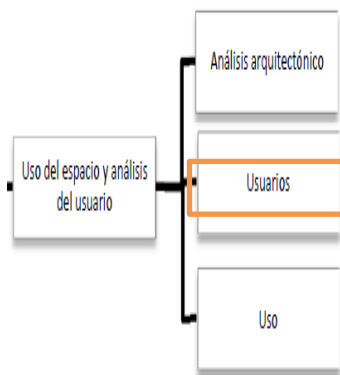 Análisis arquitectónico
Uso del espacio y análisis
del usuario
Usuarios
Uso